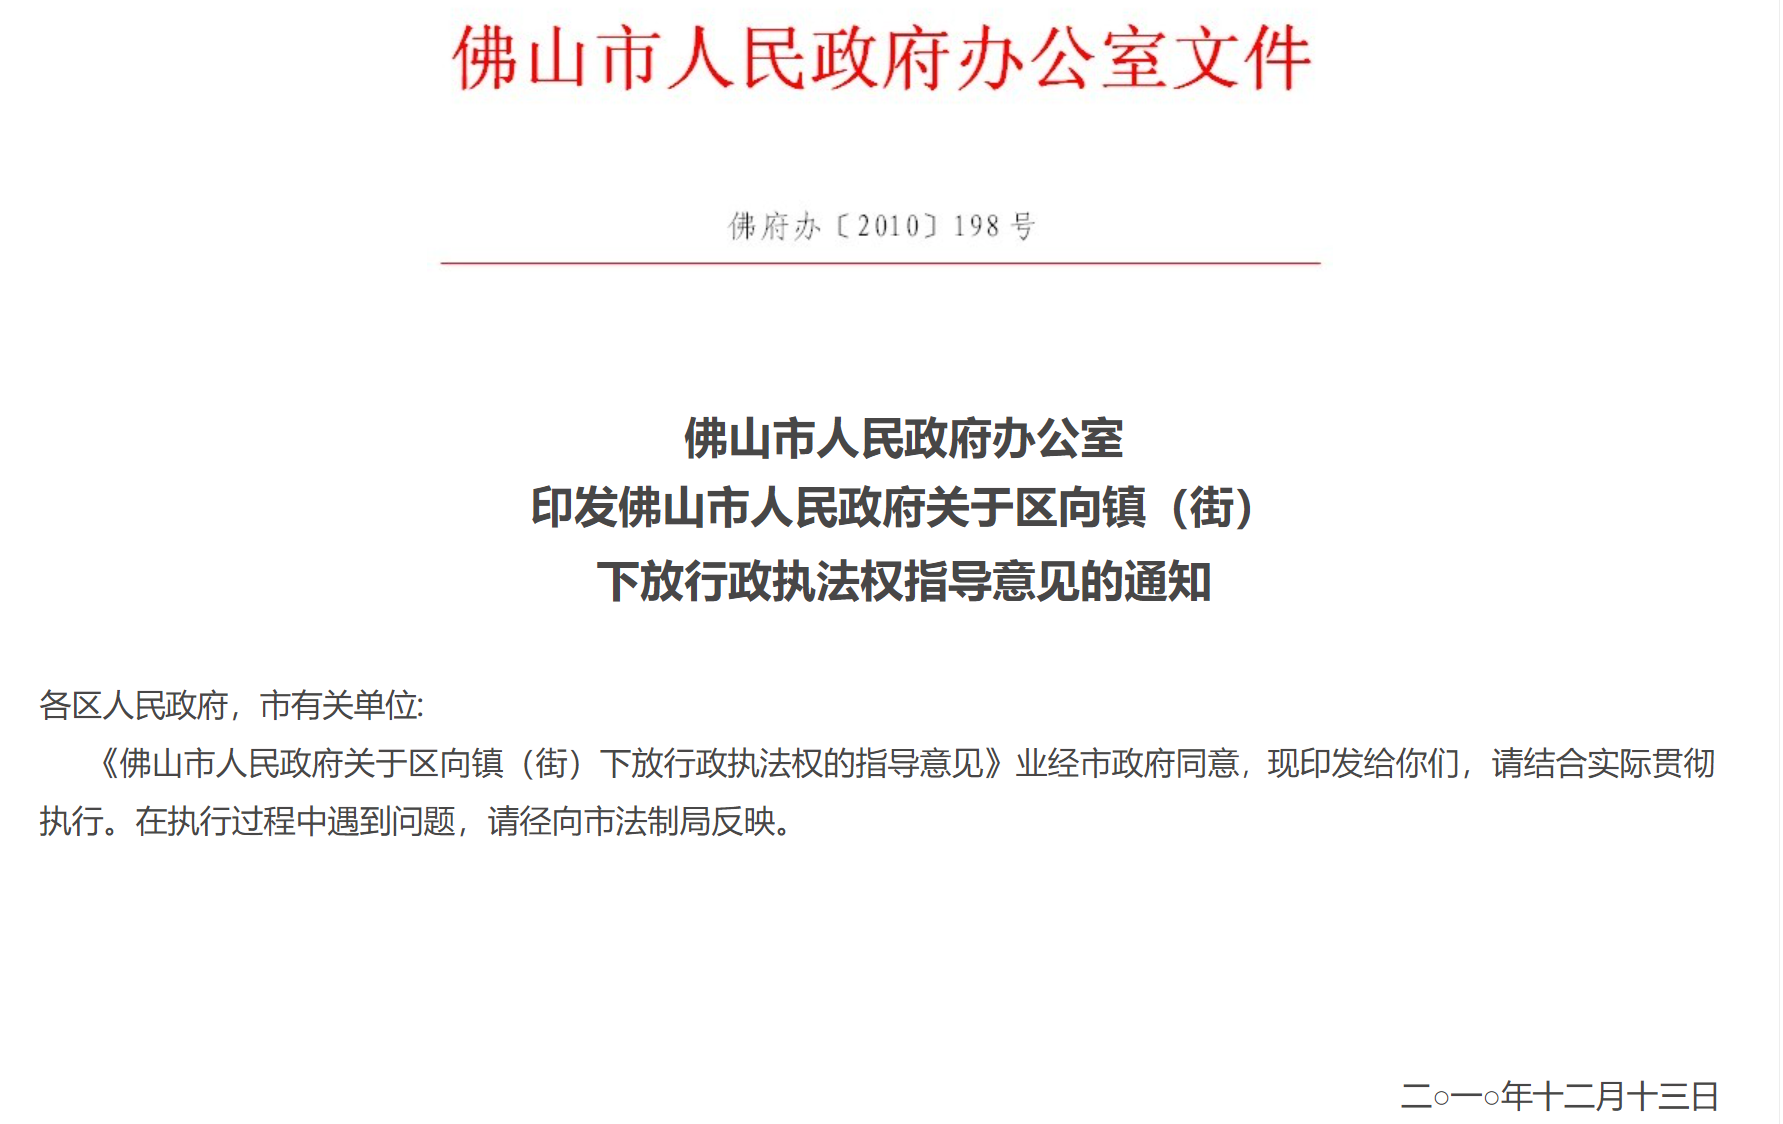 佛山市人民政府办公室文件
佛府办〔2010〕198 号
佛山市人民政府办公室
印发佛山市人民政府关于区向镇（街）
下放行政执法权指导意见的通知
各区人民政府，市有关单位:
《佛山市人民政府关于区向镇（街）下放行政执法权的指导意见》业经市政府同意，现印发给你们，请结合实际贯彻
执行。在执行过程中遇到问题，请径向市法制局反映。
二○一○年十二月十三日